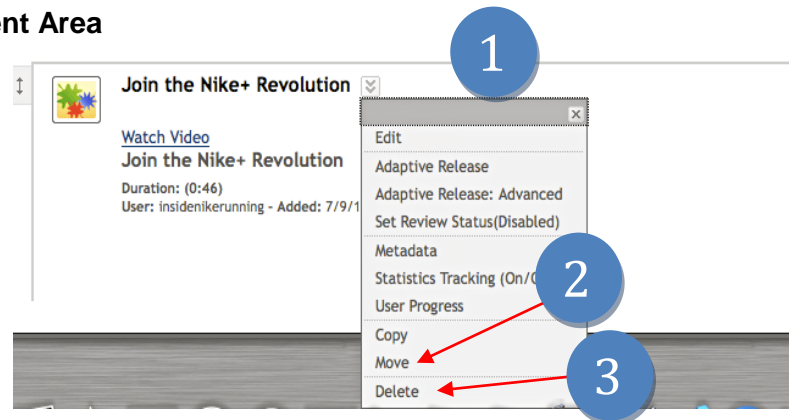 ent Area
1
Join the Nike+ Revolution
Watch Video
Join the Nike+ Revolution
Duration: (0:46)
User: insidenikerunning - Added: 7/9/1
Edit
Adaptive Release
Adaptive Release: Advanced
Set Review Status(Disabled)
Metadata
Statistics Tracking (On/
2
User Progress
Copy
Move
3
Delete